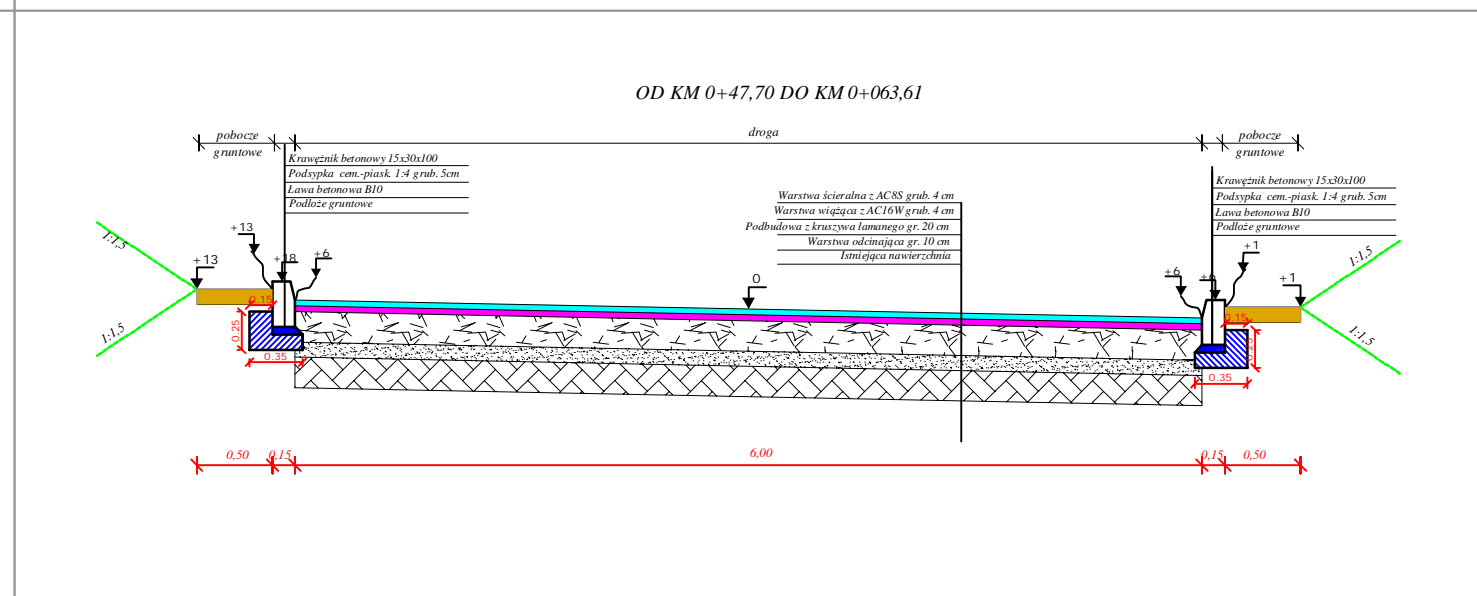 OD KM 0+47,70 DO KM 0+063,61
pobocze
gruntowe
droga
pobocze
gruntowe
Krawężnik betonowy 15x30x100
Podsypka cem.-piask. 1:4 grub. 5cm
Ława betonowa B10
Podłoże gruntowe
Warstwa ścieralna z AC8S grub. 4 cm
Warstwa wiążąca z AC16W grub. 4 cm
Podbudowa z kruszywa łamanego gr. 20 cm
Warstwa odcinająca gr. 10 cm
Istniejąca nawierzchnia
Krawężnik betonowy 15x30x100
Podsypka cem.-piask. 1:4 grub. 5cm
Ława betonowa B10
Podłoże gruntowe
1:1,5
+13
+13
+18
+6
0
+6
+6
+1
+1
1:1,5
1:1,5
0.15
0.25
0.35
0.15
0.25
0.35
1:1,5
0,50
0,15
6,00
0,15
0,50